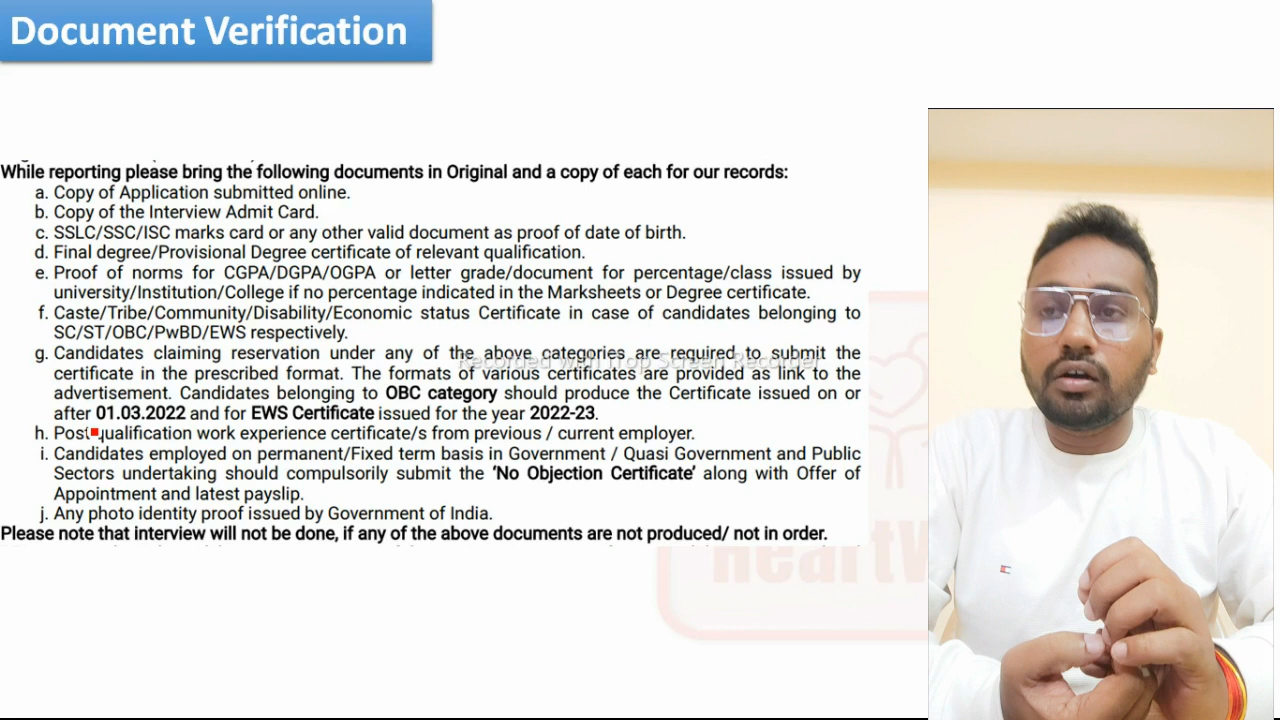 Document Verification
While reporting please bring the following documents in Original and a copy of each for our records:
a. Copy of Application submitted online.
b. Copy of the Interview Admit Card.
c. SSLC/SSC/ISC marks card or any other valid document as proof of date of birth.
d. Final degree/Provisional Degree certificate of relevant qualification.
e. Proof of norms for CGPA/DGPA/OGPA or letter grade/document for percentage/class issued by
university/Institution/College if no percentage indicated in the Marksheets or Degree certificate.
f. Caste/Tribe/Community/Disability/Economic status Certificate in case of candidates belonging to
SC/ST/OBC/PwBD/EWS respectively.
g. Candidates claiming reservation under any of the above categories are required to submit the
Recorded with iTop Screen Recorder
certificate in the prescribed format. The formats of various certificates are provided as link to the
advertisement. Candidates belonging to OBC category should produce the Certificate issued on or
after 01.03.2022 and for EWS Certificate issued for the year 2022-23.
h. Post qualification work experience certificate/s from previous / current employer.
i. Candidates employed on permanent/Fixed term basis in Government / Quasi Government and Public
Sectors undertaking should compulsorily submit the ‘No Objection Certificate’ along with Offer of
Appointment and latest payslip.
j. Any photo identity proof issued by Government of India.
Please note that interview will not be done, if any of the above documents are not produced/ not in order.